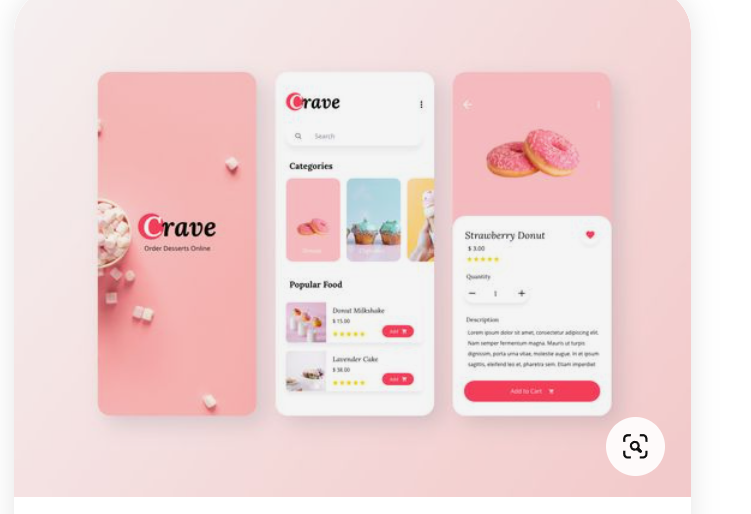 Crave
Order Desserts Online
Crave
Search
Categories
Popular Food
Donut Milkshake
$ 15.00
Add
Lavender Cake
$ 38.00
Add
Strawberry Donut
$ 3.00
Quantity
1
Description
Lorem ipsum dolor sit amet, consectetur adipiscing elit.
Nam semper fermentum magna. Mauris ut turpis
dignissim, porta urna vitae, molestie augue. In at ipsum
sagittis, eleifend leo et, pharetra sem. Etiam imperdiet
Add to Cart